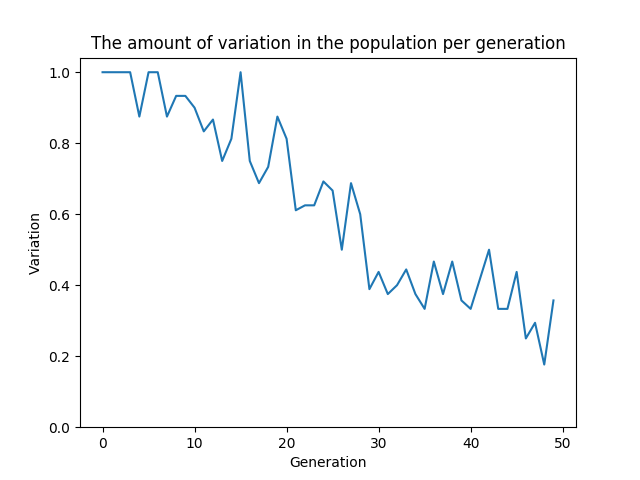 The amount of variation in the population per generation
1.0
0.8
0.6
0.4
0.2
0.0
Variation
0 10 20 30 40 50
Generation